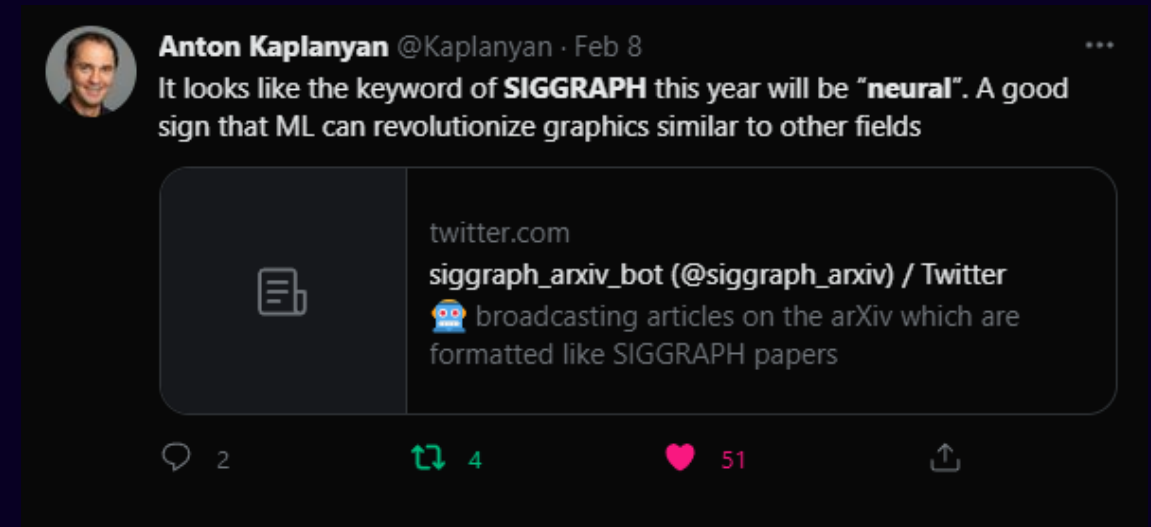 Anton Kaplanyan @Kaplanyan · Feb 8
It looks like the keyword of SIGGRAPH this year will be “neural”. A good
sign that ML can revolutionize graphics similar to other fields
twitter.com
siggraph_arxiv_bot (@siggraph_arxiv) / Twitter
🤖 broadcasting articles on the arXiv which are
formatted like SIGGRAPH papers
2 4 51